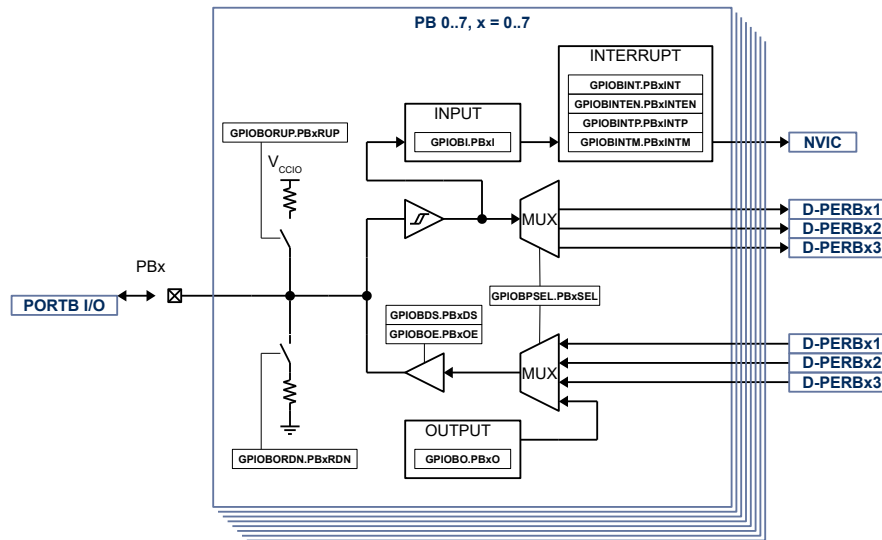 PB 0..7, x = 0..7
INTERRUPT
GPIOBINT.PBxINT
GPIOBINTEN.PBxINTEN
GPIOBINTP.PBxINTP
GPIOBINTM.PBxINTM
INPUT
GPIOBI.PBxI
NVIC
GPIOBORUP.PBxRUP
VCCIO
MUX
D-PERBx1
D-PERBx2
D-PERBx3
PBx
PORTB I/O
GPIOBPSEL.PBxSEL
GPIOBDS.PBxDS
GPIOBOE.PBxOE
MUX
D-PERBx1
D-PERBx2
D-PERBx3
OUTPUT
GPIOBO.PBxO
GPIOBORDN.PBxRDN